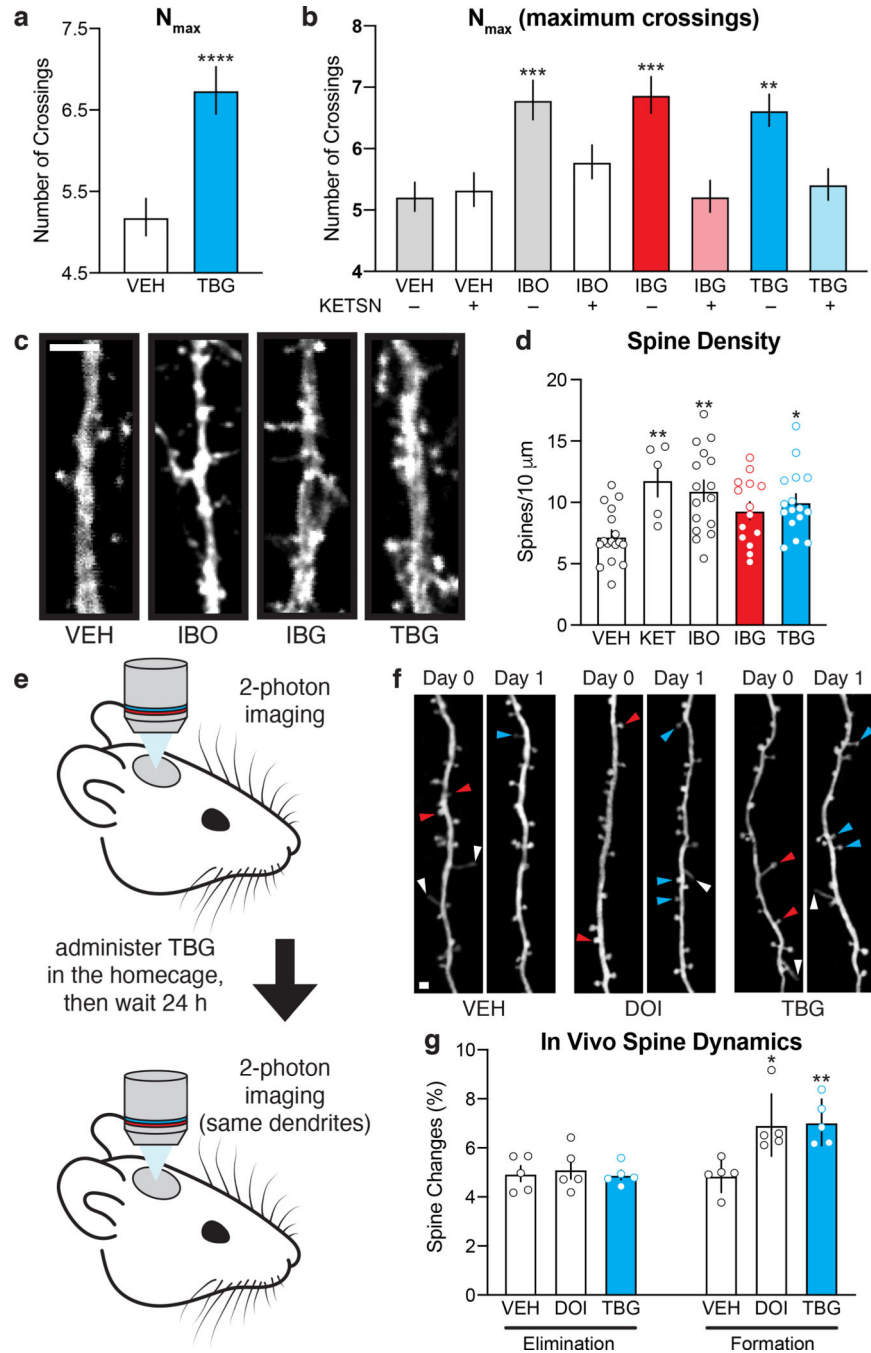 a
N max
****
7.5
6.5
5.5
4.5
Number of Crossings
VEH TBG
b
N max (maximum crossings)
*** *** **
8
7
6
5
4
Number of Crossings
VEH VEH IBO IBO IBG IBG TBG TBG
KETSN – + – + – + – +
c
VEH IBO IBG TBG
d
Spine Density
** ** *
20
15
10
5
0
Spines/10 μm
VEH KET IBO IBG TBG
e
2-photon
imaging
administer TBG
in the homecage,
then wait 24 h
2-photon
imaging
(same dendrites)
f
Day 0 Day 1 Day 0 Day 1 Day 0 Day 1
VEH DOI TBG
g
In Vivo Spine Dynamics
* **
10
8
6
4
2
0
Spine Changes (%)
VEH DOI TBG VEH DOI TBG
Elimination Formation